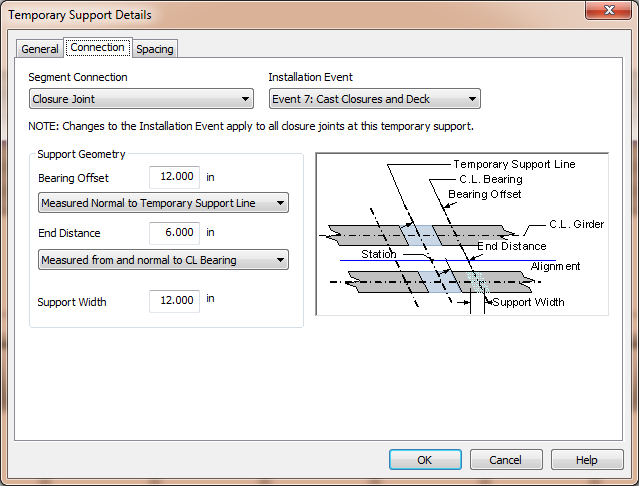 Temporary Support Details
General Connection Spacing
Segment Connection Installation Event
Closure Joint Event 7: Cast Closures and Deck
NOTE: Changes to the Installation Event apply to all closure joints at this temporary support.
Support Geometry
Bearing Offset 12.000 in
Measured Normal to Temporary Support Line
End Distance 6.000 in
Measured from and normal to CL Bearing
Support Width 12.000 in
Temporary Support Line
C.L. Bearing
Bearing Offset
C.L. Girder
End Distance
Station
Alignment
Support Width
OK Cancel Help